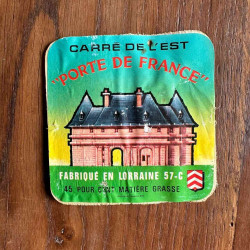 CARRÉ DE L'EST
"PORTE DE FRANCE"
FABRIQUÉ EN LORRAINE 57-C
45 POUR CENT MATIÈRE GRASSE